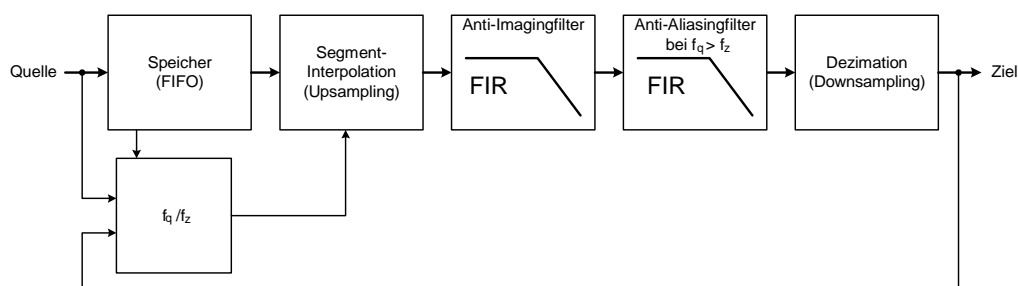 Quelle
Speicher
(FIFO)
Segment-
Interpolation
(Upsampling)
Anti-Imagingfilter
FIR
Anti-Aliasingfilter
bei fq > fz
FIR
Dezimation
(Downsampling)
Ziel
fq /fz